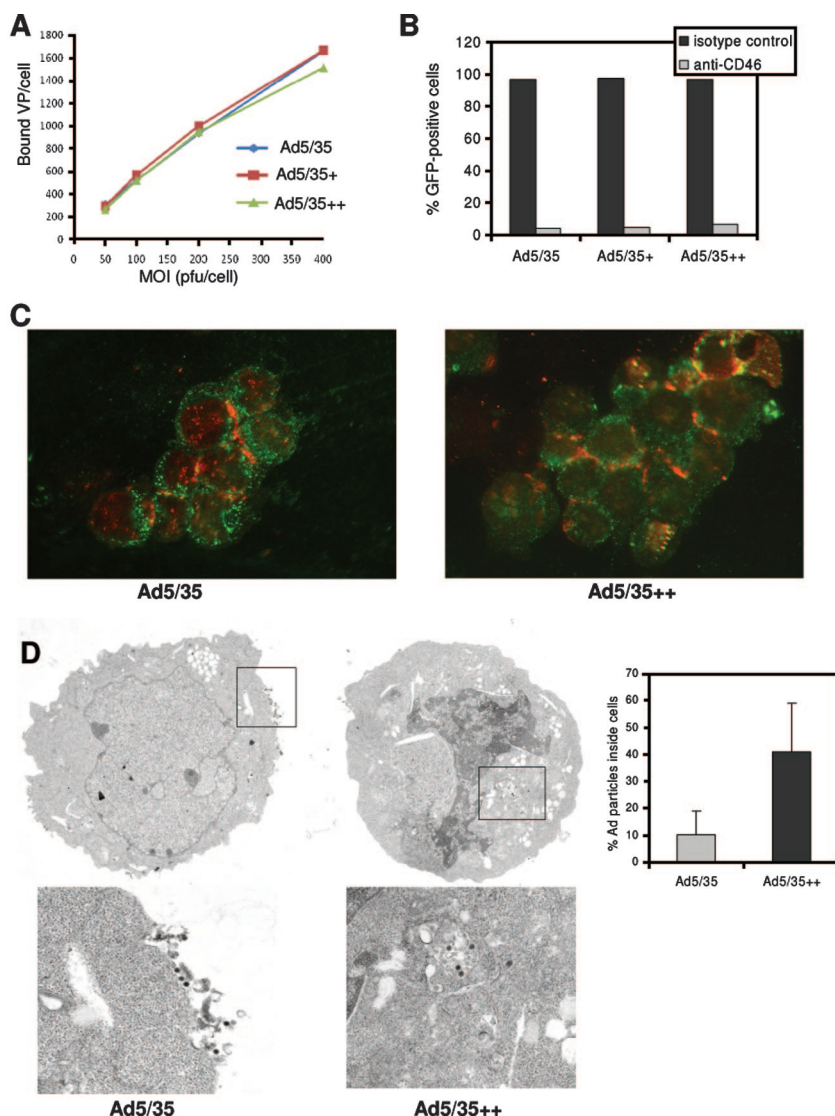 A
Bound VP/cell
1800
1600
1400
1200
1000
800
600
400
200
0
0 50 100 150 200 250 300 350 400
MOI (pfu/cell)
Ad5/35
Ad5/35+
Ad5/35++
B
isotype control
anti-CD46
% GFP-positive cells
120
100
80
60
40
20
0
Ad5/35 Ad5/35+ Ad5/35++
C
Ad5/35 Ad5/35++
D
% Ad particles inside cells
70
60
50
40
30
20
10
0
Ad5/35 Ad5/35++
Ad5/35 Ad5/35++